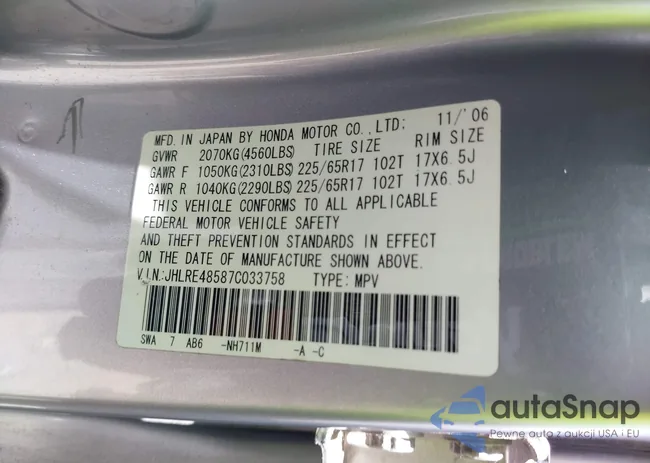 MFD. IN JAPAN BY HONDA MOTOR CO.,LTD: 11/'06
GVWR 2070KG(4560LBS) TIRE SIZE RIM SIZE
GAWR F 1050KG(2310LBS) 225/65R17 102T 17X6.5J
GAWR R 1040KG(2290LBS) 225/65R17 102T 17X6.5J
THIS VEHICLE CONFORMS TO ALL APPLICABLE
FEDERAL MOTOR VEHICLE SAFETY
AND THEFT PREVENTION STANDARDS IN EFFECT
ON THE DATE OF MANUFACTURE SHOWN ABOVE.
V.I.N:JHLRE48587C033758 TYPE: MPV
SWA 7 AB6 -NH711M -A -C
autaSnap
Pewne auta z aukcji USA i EU